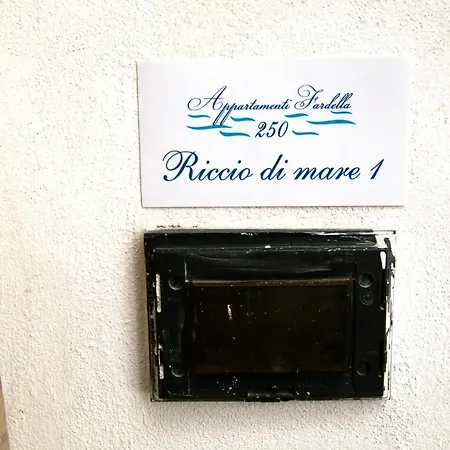 Appartamenti Fardella
250
Riccio di mare 1